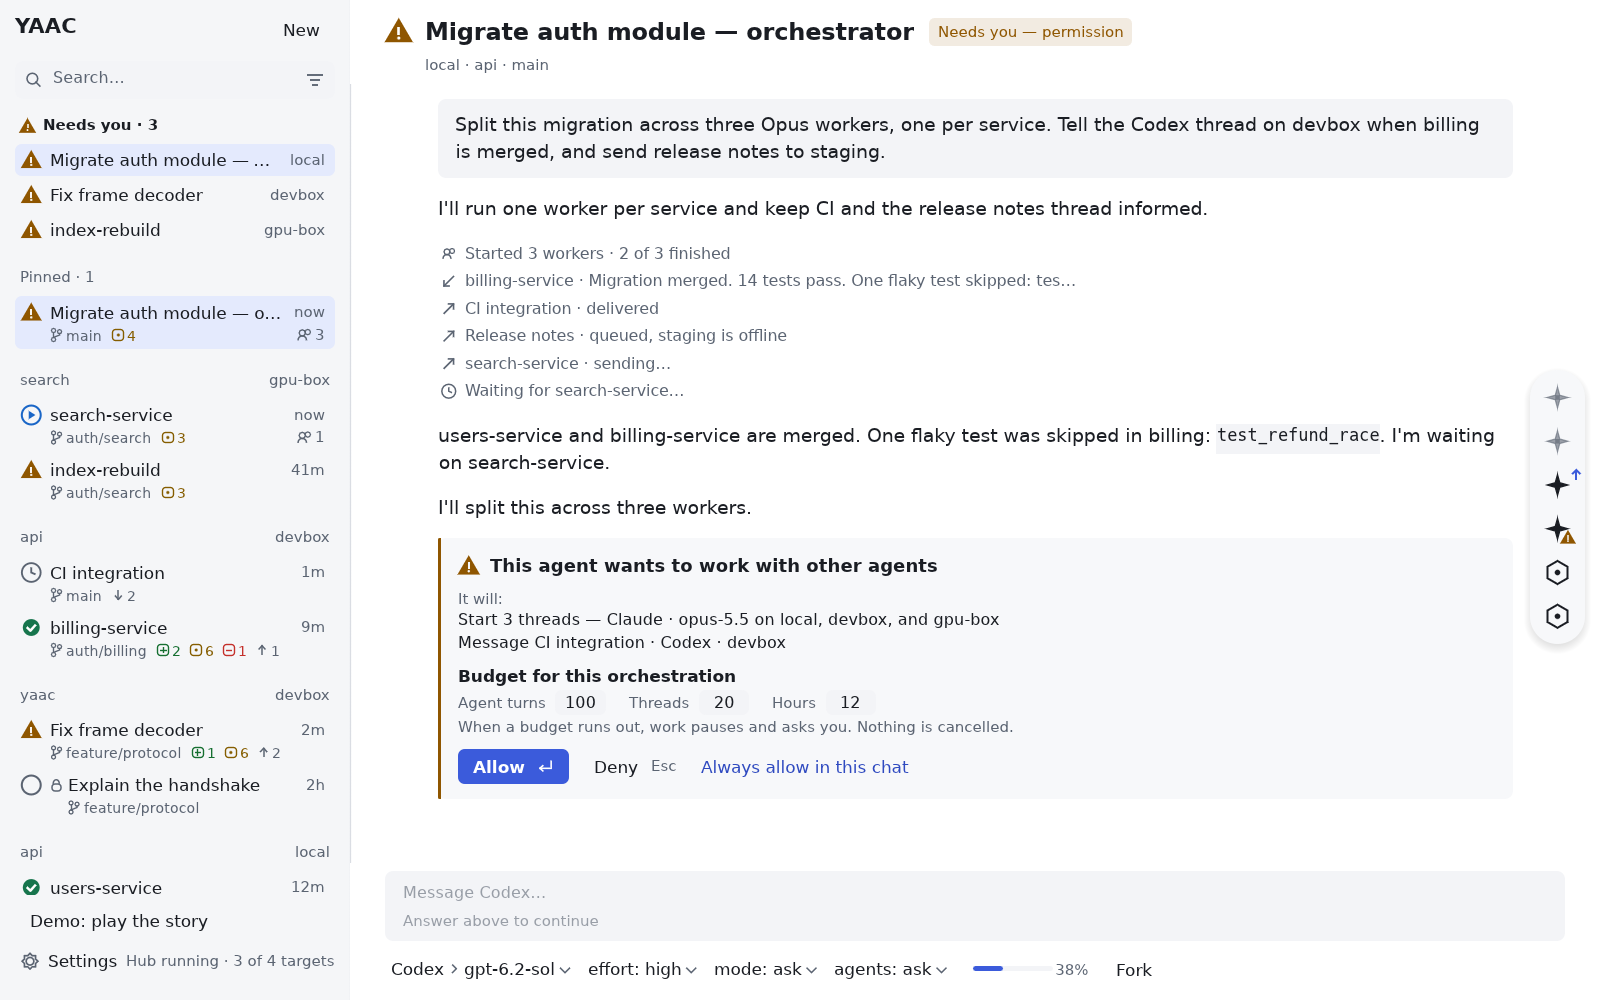 YAAC
New
Search...
Needs you · 3
Migrate auth module — ... local
Fix frame decoder devbox
index-rebuild gpu-box
Pinned · 1
Migrate auth module — o... now
main 4 3
search gpu-box
search-service now
auth/search 3 1
index-rebuild 41m
auth/search 3
api devbox
CI integration 1m
main 2
billing-service 9m
auth/billing 2 6 1 1
yaac devbox
Fix frame decoder 2m
feature/protocol 1 6 2
Explain the handshake 2h
feature/protocol
api local
users-service 12m
Demo: play the story
Settings Hub running · 3 of 4 targets
Migrate auth module — orchestrator Needs you — permission
local · api · main
Split this migration across three Opus workers, one per service. Tell the Codex thread on devbox when billing
is merged, and send release notes to staging.
I'll run one worker per service and keep CI and the release notes thread informed.
Started 3 workers · 2 of 3 finished
billing-service · Migration merged. 14 tests pass. One flaky test skipped: tes...
CI integration · delivered
Release notes · queued, staging is offline
search-service · sending...
Waiting for search-service...
users-service and billing-service are merged. One flaky test was skipped in billing: test_refund_race. I'm waiting
on search-service.
I'll split this across three workers.
This agent wants to work with other agents
It will:
Start 3 threads — Claude · opus-5.5 on local, devbox, and gpu-box
Message CI integration · Codex · devbox
Budget for this orchestration
Agent turns 100 Threads 20 Hours 12
When a budget runs out, work pauses and asks you. Nothing is cancelled.
Allow Deny Esc Always allow in this chat
Message Codex...
Answer above to continue
Codex gpt-6.2-sol effort: high mode: ask agents: ask 38% Fork